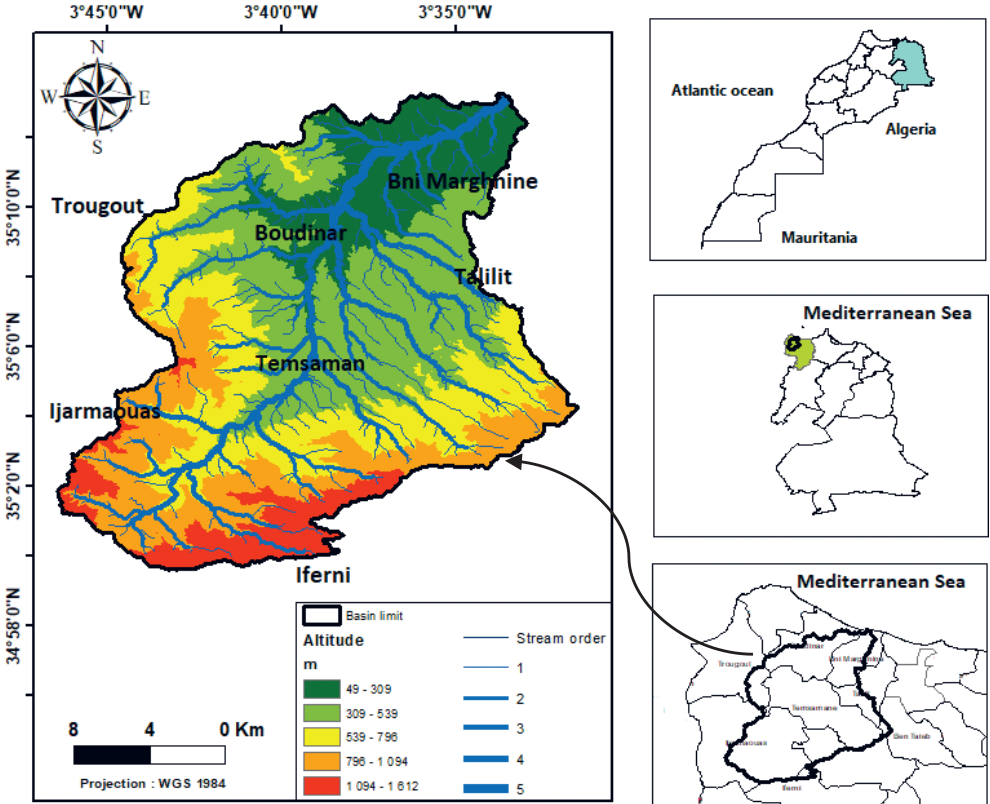 3°45'0"W
3°40'0"W
3°35'0"W
N
W
E
S
35°10'0"N
35°6'0"N
35°2'0"N
34°58'0"N
Bni Marghnine
Trougout
Boudinar
Talilit
Temsaman
Ijarmaouas
Iferni
Basin limit
Altitude
m
49 - 309
309 - 539
539 - 796
796 - 1 094
1 094 - 1 612
Stream order
1
2
3
4
5
8 4 0 Km
Projection : WGS 1984
Atlantic ocean
Algeria
Mauritania
Mediterranean Sea
Mediterranean Sea
Trougout
Bni Marghnine
Temsamane
Ben Taieb
Iferni